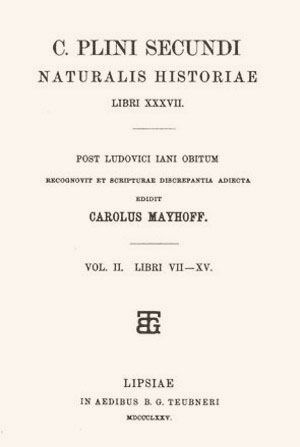 C. PLINI SECUNDI
NATURALIS HISTORIAE
LIBRI XXXVII.
POST LUDOVICI IANI OBITUM
RECOGNOVIT ET SCRIPTURAE DISCREPANTIA ADIECTA
EDIDIT
CAROLUS MAYHOFF.
VOL. II. LIBRI VII—XV.
BTG
LIPSIAE
IN AEDIBUS B. G. TEUBNERI
MDCCCLXXV.